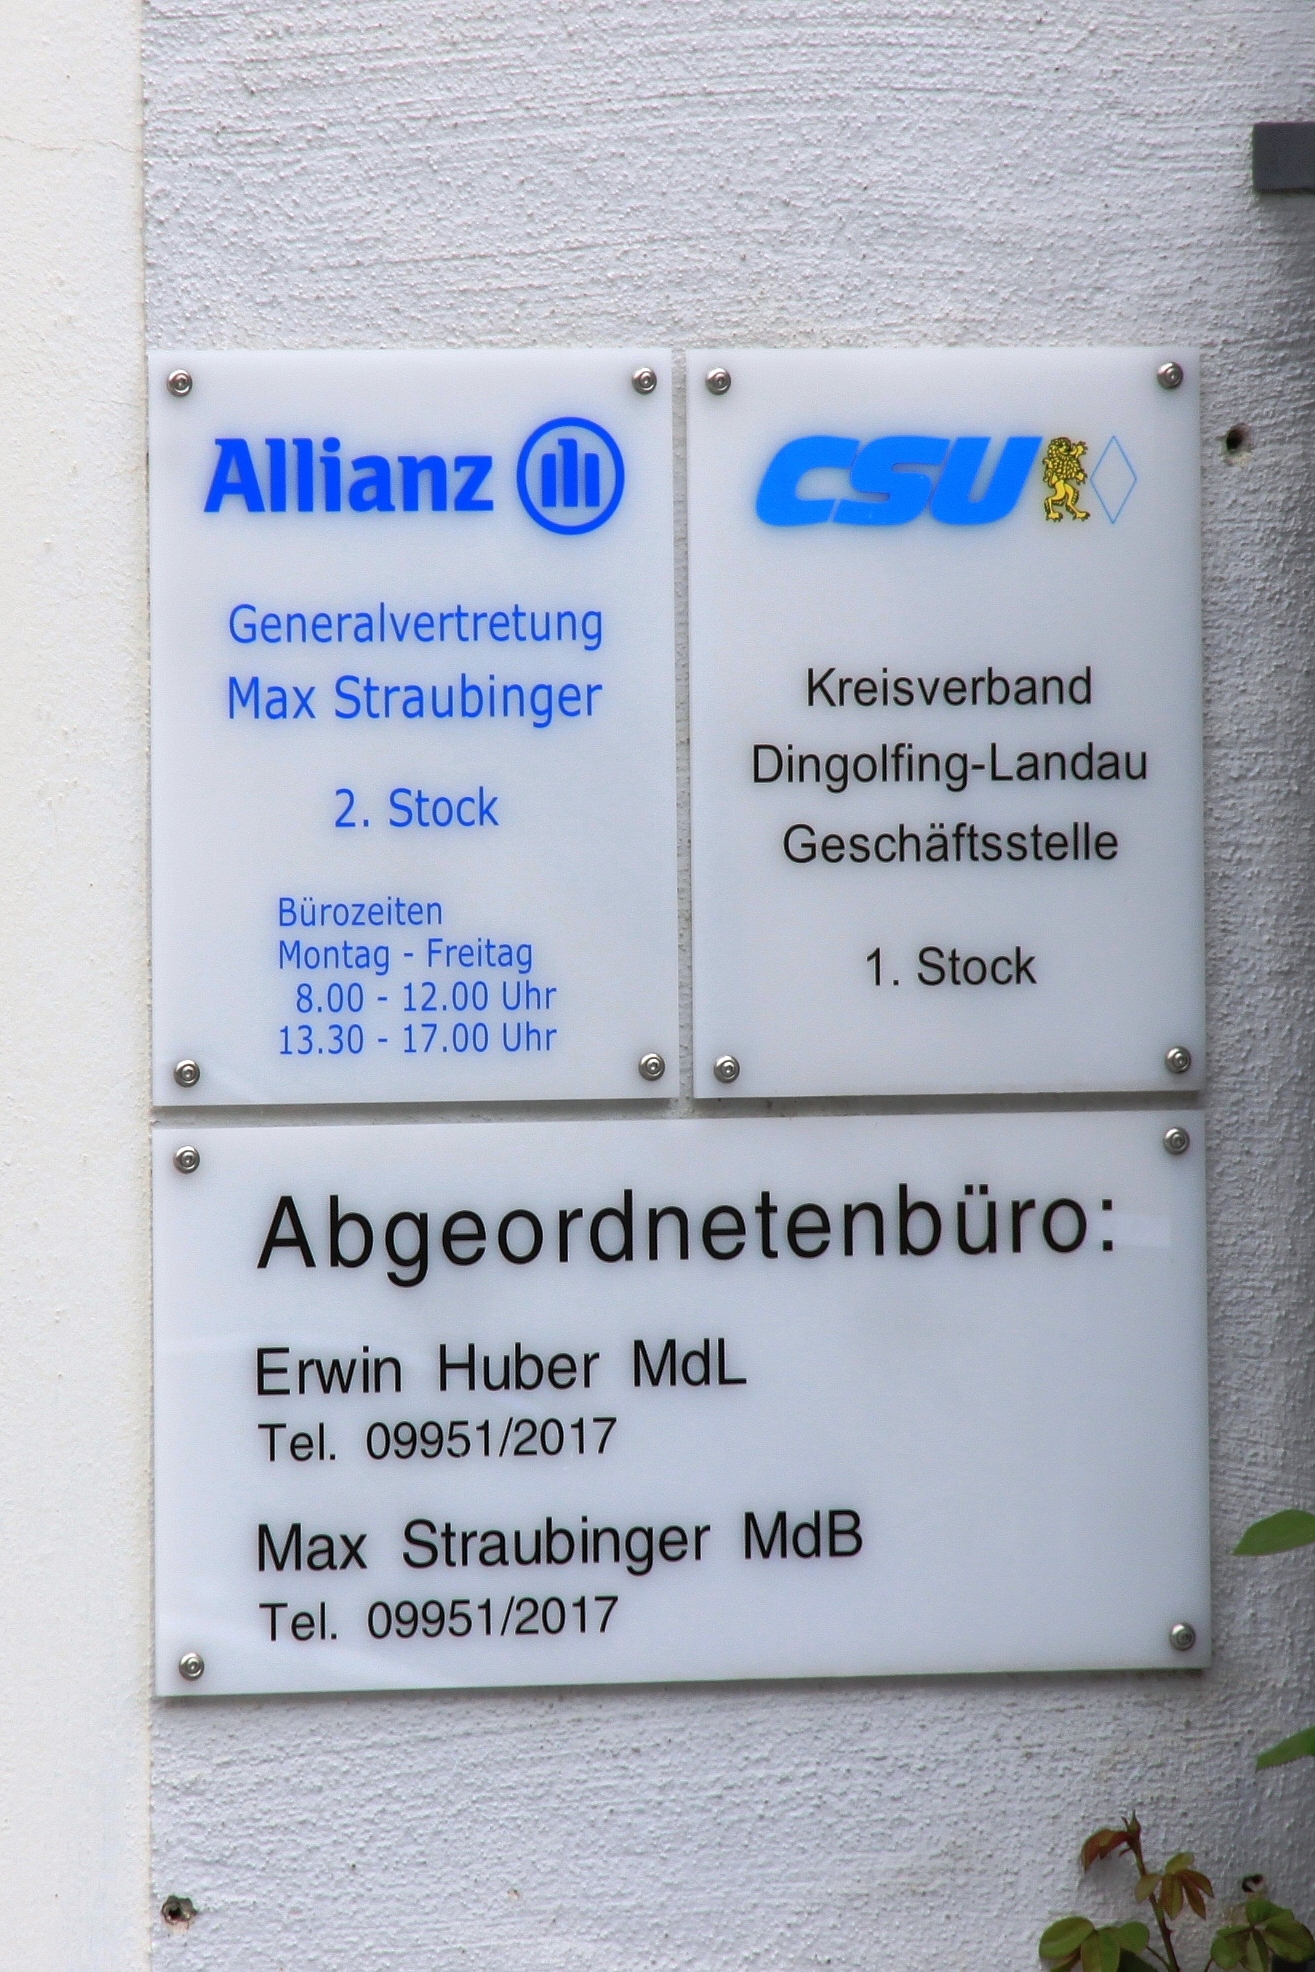 Allianz
Generalvertretung
Max Straubinger
2. Stock
Bürozeiten
Montag - Freitag
8.00 - 12.00 Uhr
13.30 - 17.00 Uhr
CSU
Kreisverband
Dingolfing-Landau
Geschäftsstelle
1. Stock
Abgeordnetenbüro:
Erwin Huber MdL
Tel. 09951/2017
Max Straubinger MdB
Tel. 09951/2017